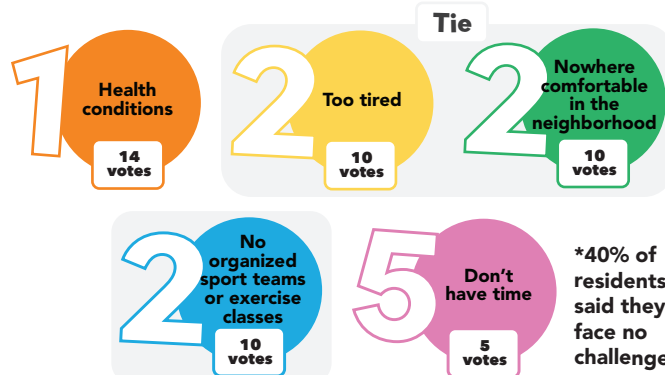 Tie
1
Health
conditions
14
votes
2
Too tired
10
votes
2
Nowhere
comfortable
in the
neighborhood
10
votes
2
No
organized
sport teams
or exercise
classes
10
votes
5
Don't
have time
5
votes
*40% of
residents
said they
face no